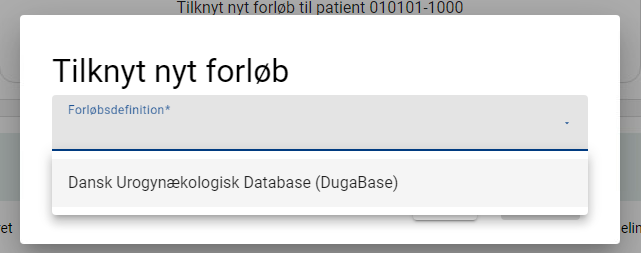 Tilknyt nyt forløb til patient 010101-1000
Tilknyt nyt forløb
Forløbsdefinition*
Dansk Urogynækologisk Database (DugaBase)